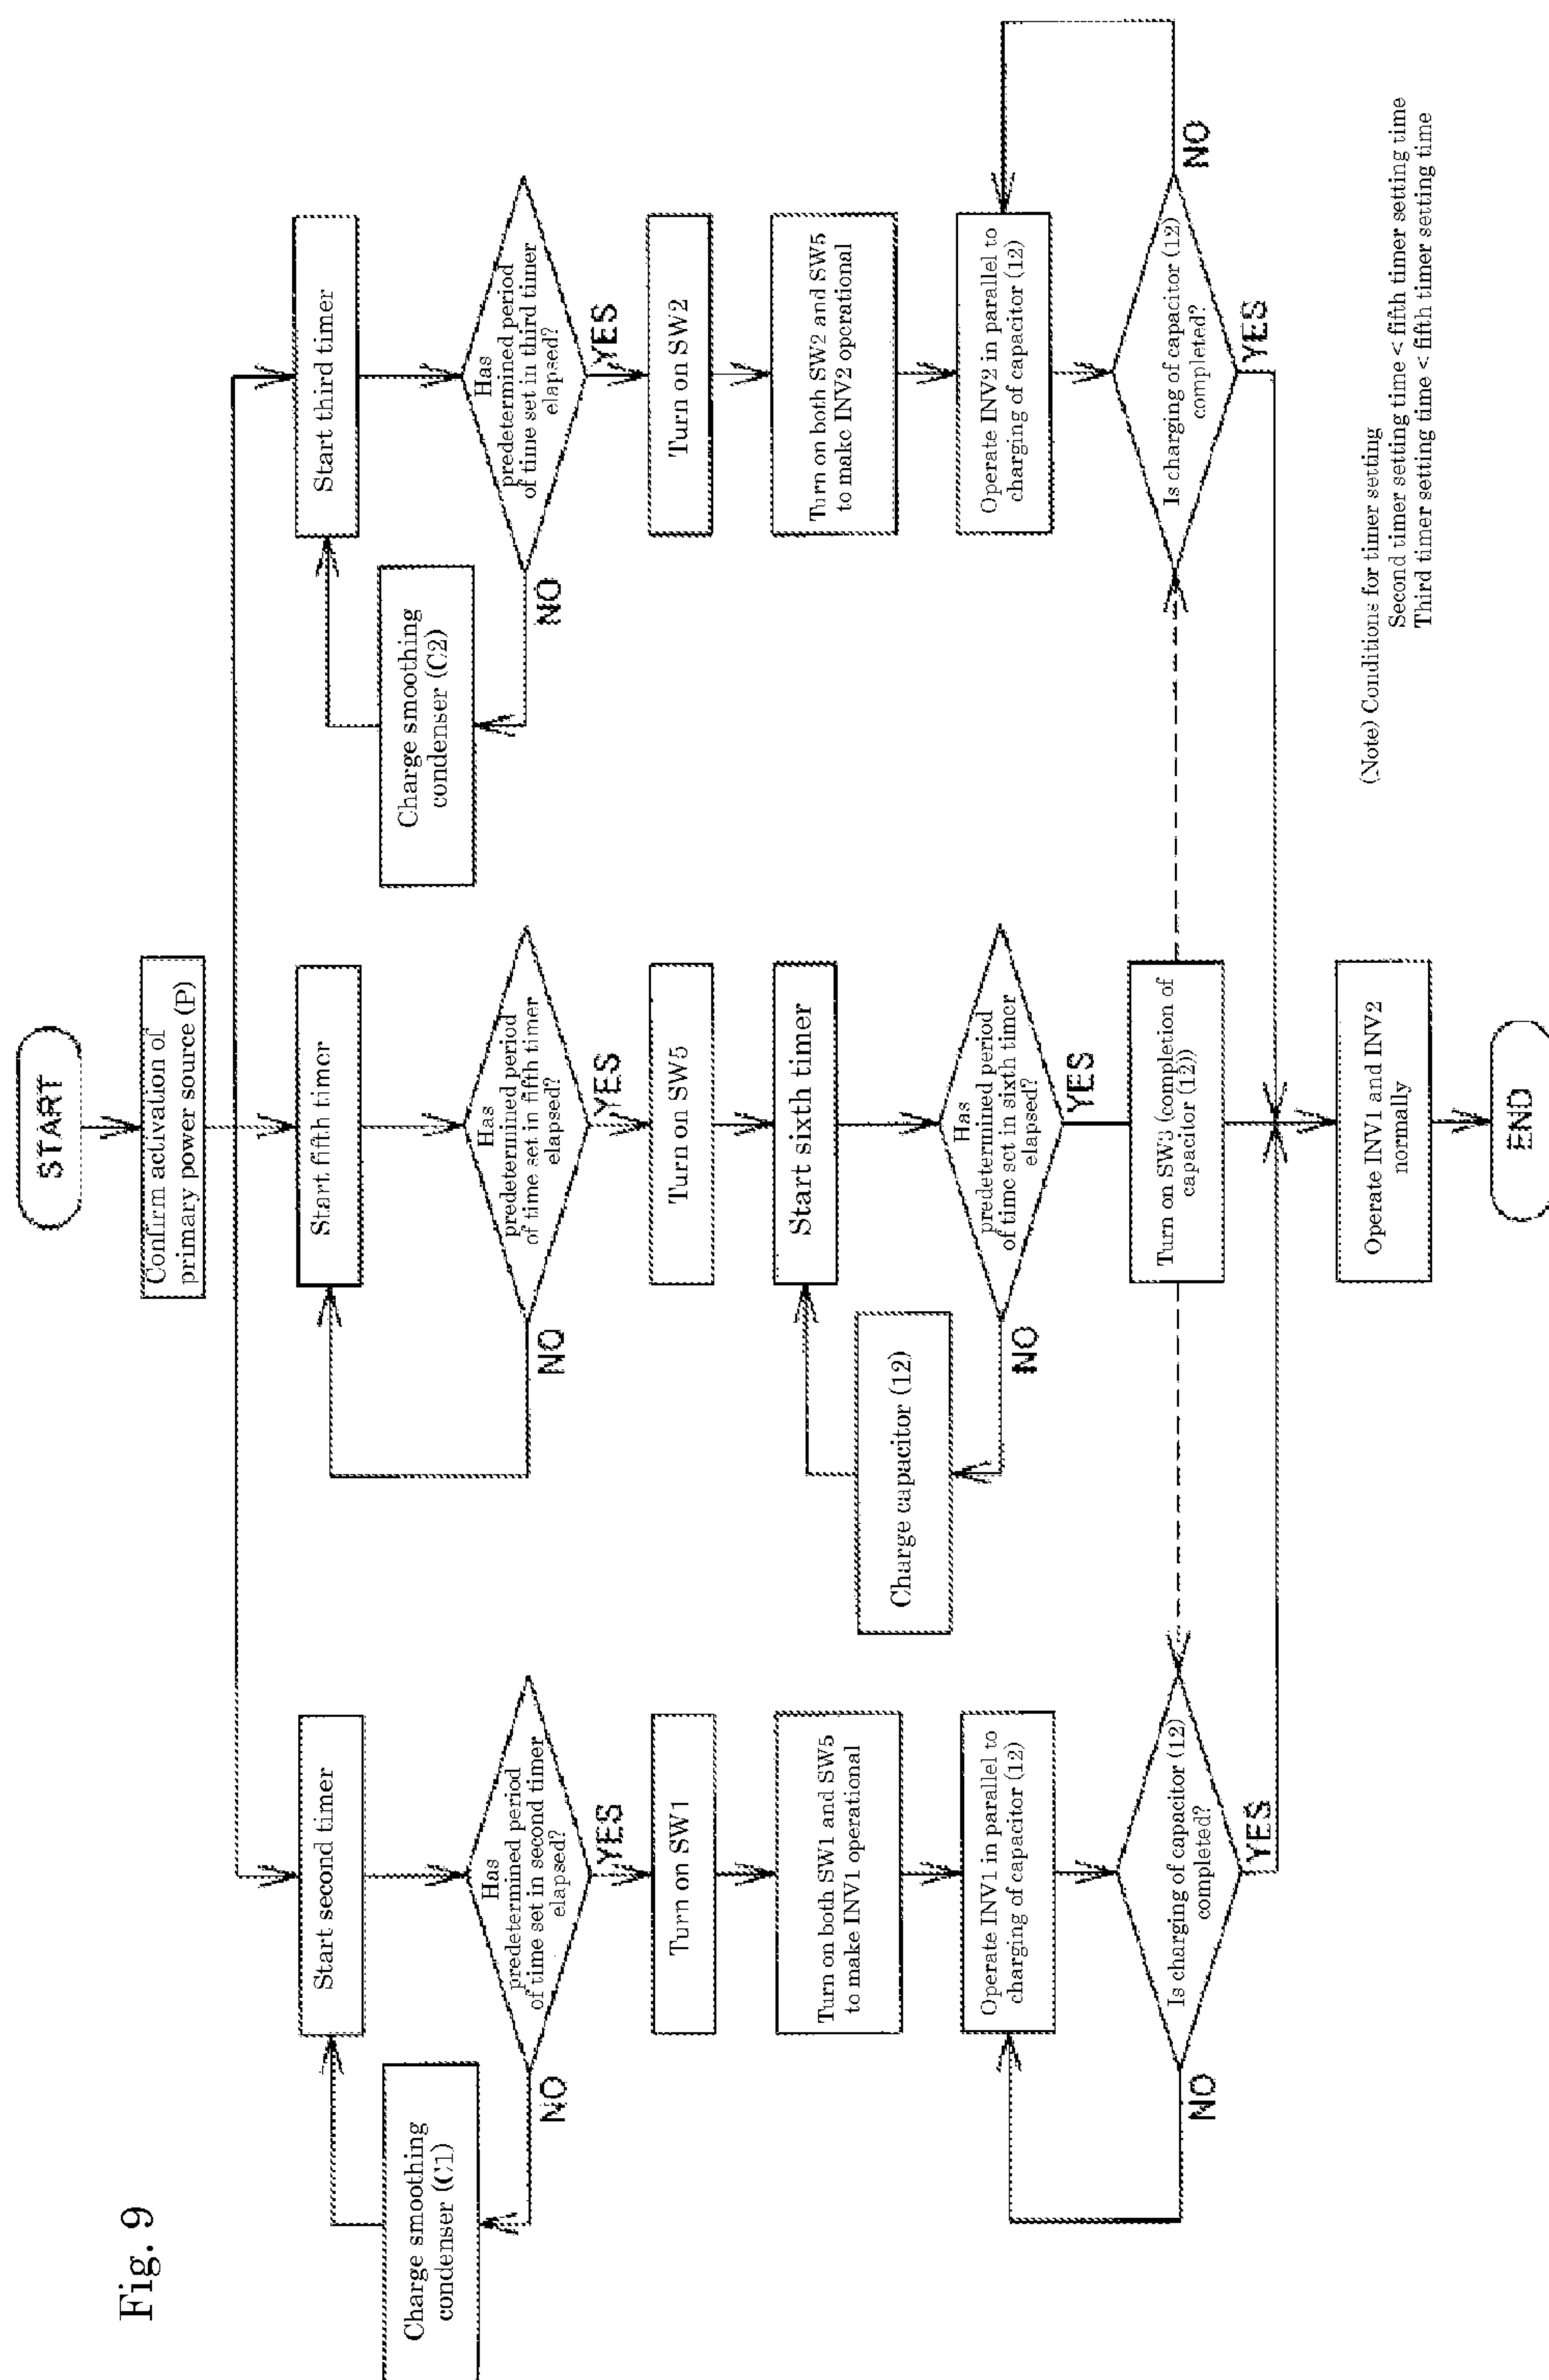 Fig. 9
START
Confirm activation of
primary power source (P)
Start second timer
Has
predetermined period
of time set in second timer
elapsed?
NO
Charge smoothing
condenser (C1)
YES
Turn on SW1
Turn on both SW1 and SW5
to make INV1 operational
Operate INV1 in parallel to
charging of capacitor (12)
Is charging of capacitor (12)
completed?
NO
YES
Start fifth timer
Has
predetermined period
of time set in fifth timer
elapsed?
NO
YES
Turn on SW5
Start sixth timer
Has
predetermined period
of time set in sixth timer
elapsed?
NO
Charge capacitor (12)
YES
Turn on SW3 (completion of
capacitor (12))
Start third timer
Has
predetermined period
of time set in third timer
elapsed?
NO
Charge smoothing
condenser (C2)
YES
Turn on SW2
Turn on both SW2 and SW5
to make INV2 operational
Operate INV2 in parallel to
charging of capacitor (12)
Is charging of capacitor (12)
completed?
NO
YES
Operate INV1 and INV2
normally
END
(Note) Conditions for timer setting
Second timer setting time < fifth timer setting time
Third timer setting time < fifth timer setting time